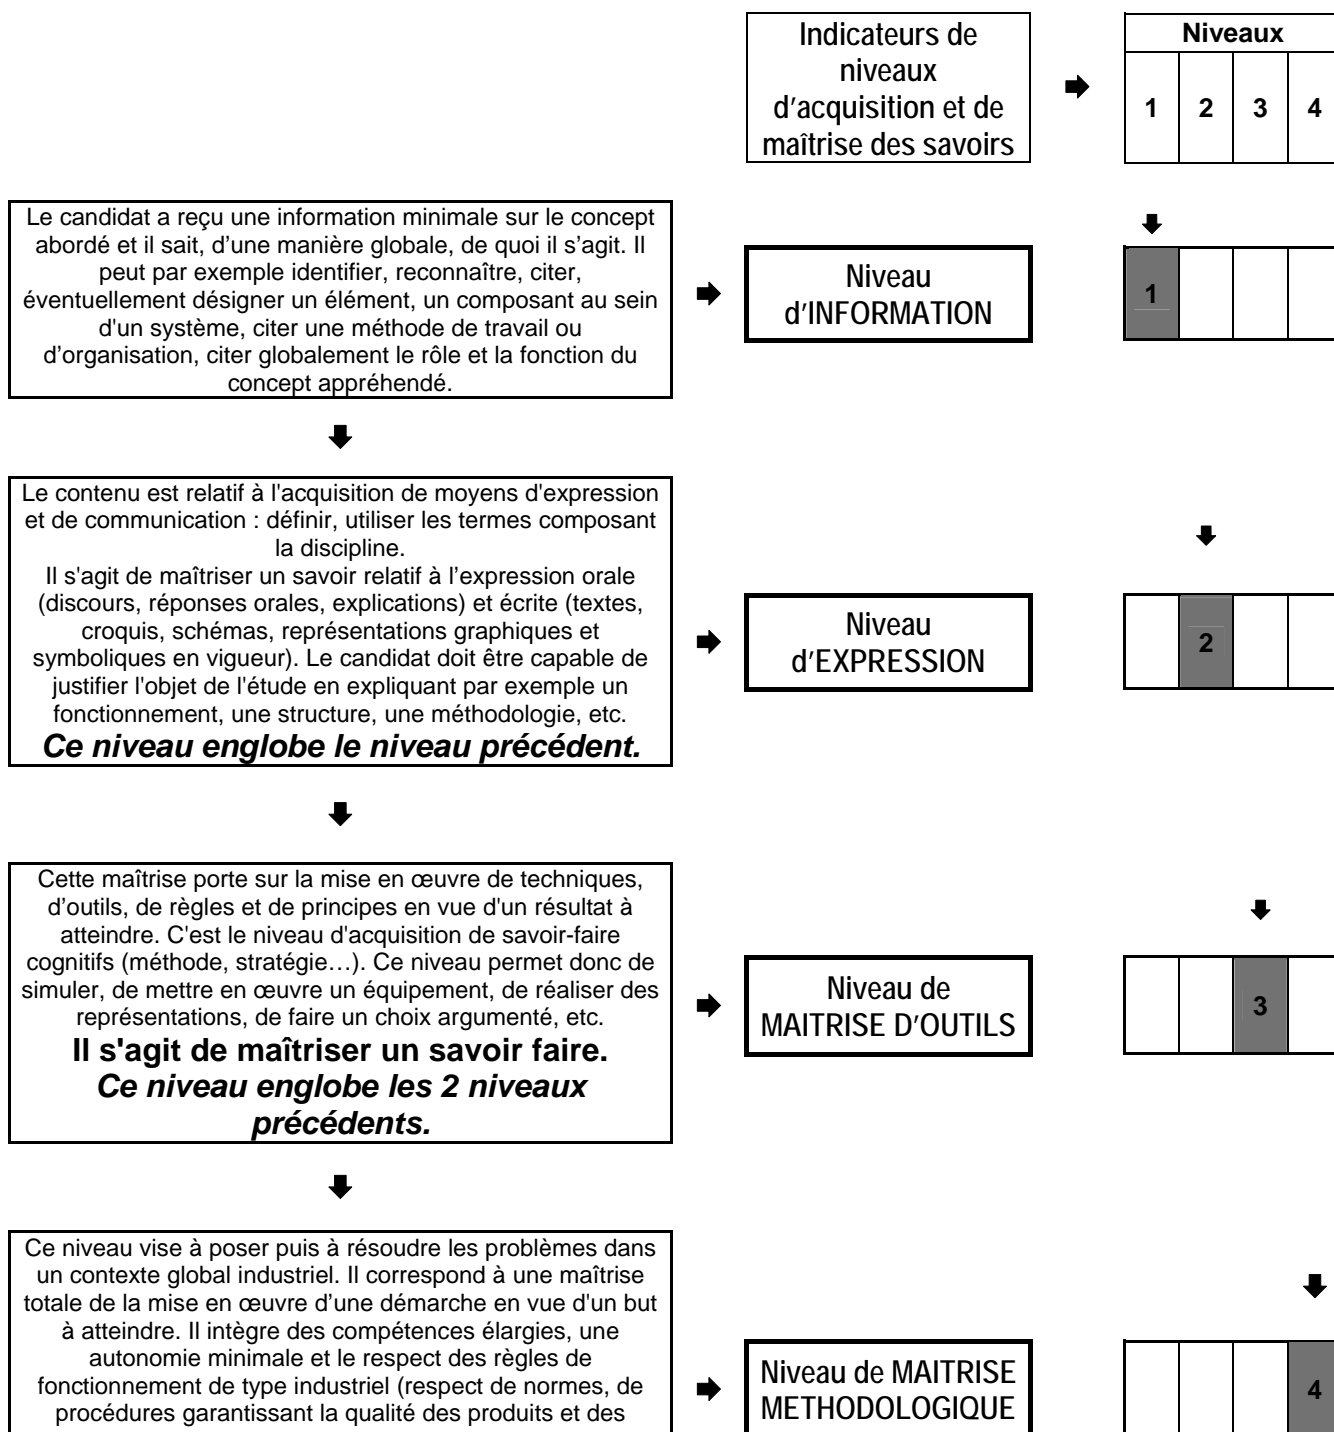 Indicateurs de
niveaux
d'acquisition et de
maîtrise des savoirs
Niveaux
1 2 3 4
Le candidat a reçu une information minimale sur le concept
abordé et il sait, d'une manière globale, de quoi il s'agit. Il
peut par exemple identifier, reconnaître, citer,
éventuellement désigner un élément, un composant au sein
d'un système, citer une méthode de travail ou
d'organisation, citer globalement le rôle et la fonction du
concept appréhendé.
Niveau
d'INFORMATION
1
Le contenu est relatif à l'acquisition de moyens d'expression
et de communication : définir, utiliser les termes composant
la discipline.
Il s'agit de maîtriser un savoir relatif à l'expression orale
(discours, réponses orales, explications) et écrite (textes,
croquis, schémas, représentations graphiques et
symboliques en vigueur). Le candidat doit être capable de
justifier l'objet de l'étude en expliquant par exemple un
fonctionnement, une structure, une méthodologie, etc.
Ce niveau englobe le niveau précédent.
Niveau
d'EXPRESSION
2
Cette maîtrise porte sur la mise en œuvre de techniques,
d'outils, de règles et de principes en vue d'un résultat à
atteindre. C'est le niveau d'acquisition de savoir-faire
cognitifs (méthode, stratégie…). Ce niveau permet donc de
simuler, de mettre en œuvre un équipement, de réaliser des
représentations, de faire un choix argumenté, etc.
Il s'agit de maîtriser un savoir faire.
Ce niveau englobe les 2 niveaux
précédents.
Niveau de
MAITRISE D'OUTILS
3
Ce niveau vise à poser puis à résoudre les problèmes dans
un contexte global industriel. Il correspond à une maîtrise
totale de la mise en œuvre d'une démarche en vue d'un but
à atteindre. Il intègre des compétences élargies, une
autonomie minimale et le respect des règles de
fonctionnement de type industriel (respect de normes, de
procédures garantissant la qualité des produits et des
Niveau de MAITRISE
METHODOLOGIQUE
4